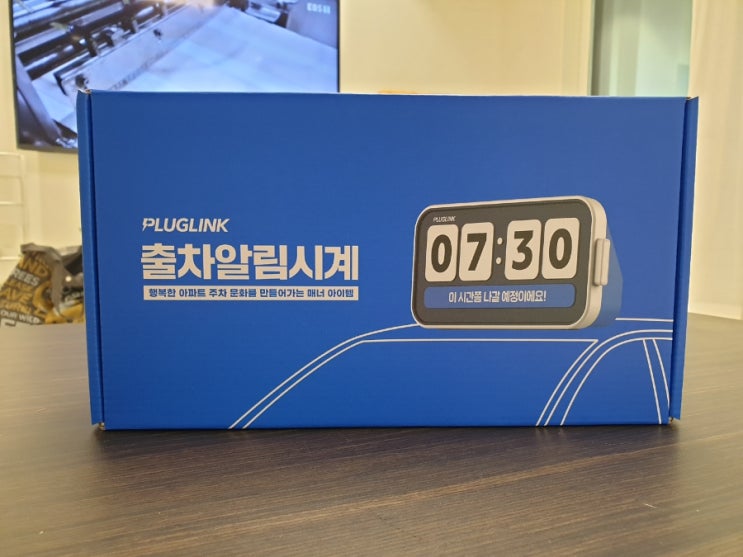 EBS
PLUGLINK
출차알림시계
행복한 아파트 주차 문화를 만들어가는 매너 아이템
PLUGLINK
07:30
이 시간쯤 나갈 예정이에요!